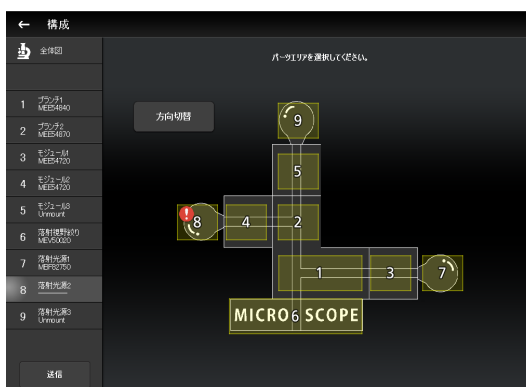 ← 構成
全体図
パーツエリアを選択してください。
1 ブランチ1
MEE54840
2 ブランチ2
MEE54870
3 モジュール1
MEE54720
4 モジュール2
MEE54720
5 モジュール3
Unmount
6 落射視野絞り
MEV50020
7 落射光源1
MBF82750
8 落射光源2
9 落射光源3
Unmount
送信
方向切替
9
5
8
4
2
1
3
7
MICRO6 SCOPE